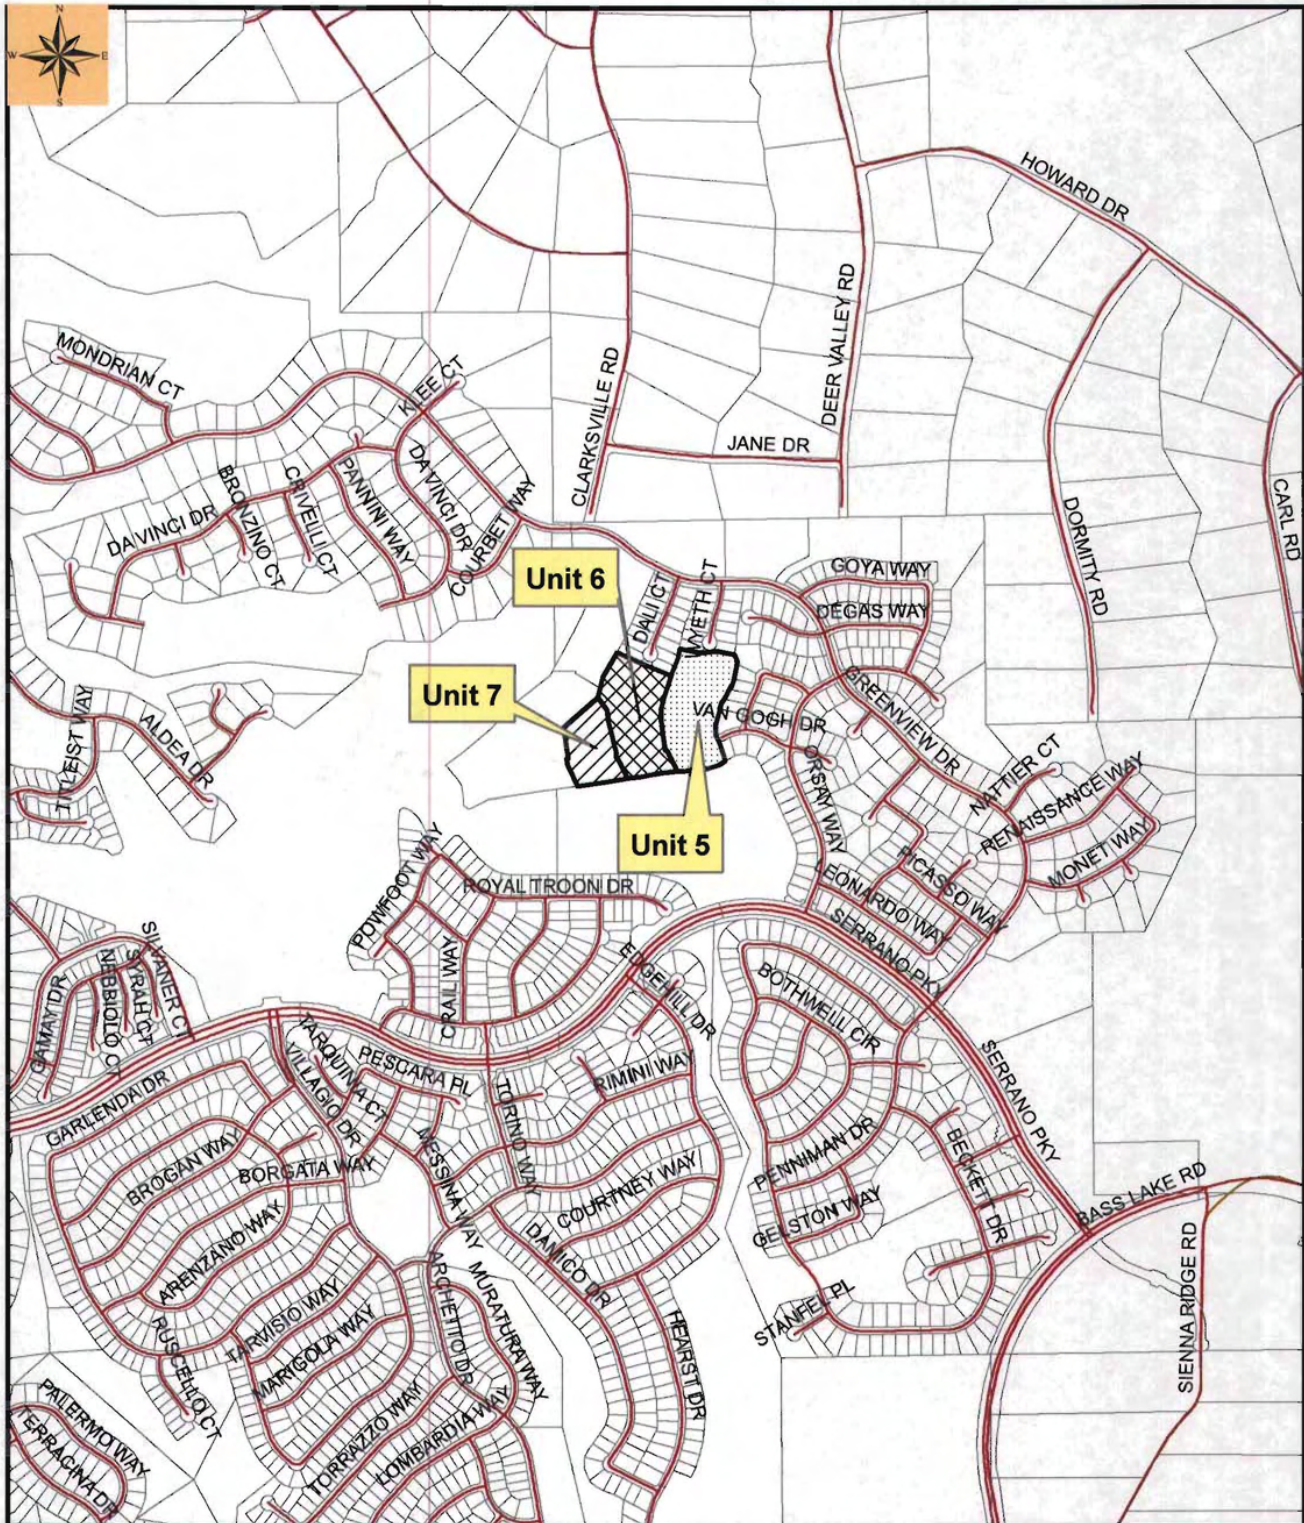 N
W E
S
HOWARD DR
DEER VALLEY RD
CLARKSVILLE RD
MONDRIAN CT
KLEE CT
JANE DR
DA VINCI DR
BRONZINO CT
CRIVELLI CT
PANNINI WAY
DA VINCI DR
COURBET WAY
DORMITY RD
CARL RD
Unit 6
DALI CT
WYETH CT
GOYA WAY
DEGAS WAY
Unit 7
VAN GOGH DR
GREENVIEW DR
TITLEIST WAY
ALDEA DR
ORSAY WAY
NATTIER CT
RENAISSANCE WAY
MONET WAY
Unit 5
PICASSO WAY
LEONARDO WAY
POWFOOT WAY
ROYAL TROON DR
SERRANO PKY
CRAIL WAY
EDGEHILL DR
BOTHWELL CIR
SILVANER CT
SYRAH CT
NEBBIOLO CT
GAMAY DR
SERRANO PKY
TARQUINIA CT
VILLAGIO DR
PESCARA PL
RIMINI WAY
GARLENDA DR
TORINO WAY
PENNIMAN DR
BECKETT DR
BROGAN WAY
BORGATA WAY
MESSINA WAY
COURTNEY WAY
GELSTON WAY
BASS LAKE RD
ARENZANO WAY
DAMICO DR
SIENNA RIDGE RD
ARCHETTO DR
MURATURA WAY
TARVISIO WAY
MARIGOLA WAY
STANFEL PL
RUSCELLO CT
HEARST DR
PALERMO WAY
TERRACINA DR
TORRAZZO WAY
LOMBARDIA WAY